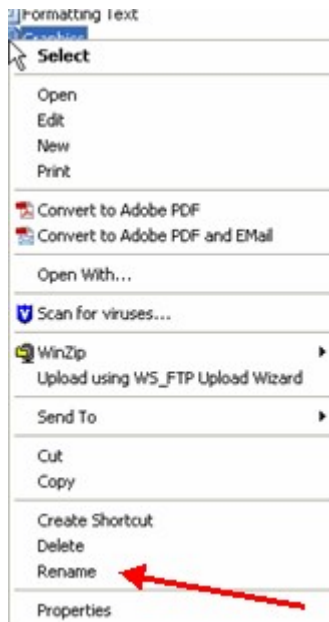 Formatting Text
Graphics
Select
Open
Edit
New
Print
Convert to Adobe PDF
Convert to Adobe PDF and EMail
Open With...
Scan for viruses...
WinZip
Upload using WS_FTP Upload Wizard
Send To
Cut
Copy
Create Shortcut
Delete
Rename
Properties